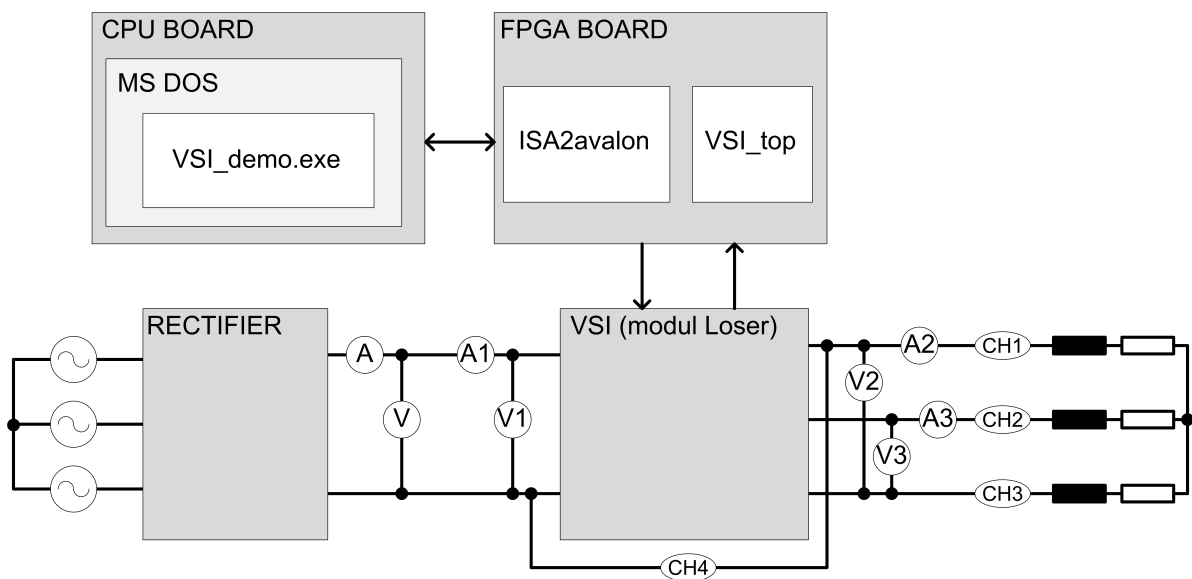 CPU BOARD
MS DOS
VSI_demo.exe
FPGA BOARD
ISA2avalon
VSI_top
RECTIFIER
A
A1
V
V1
VSI (modul Loser)
A2
CH1
V2
A3
CH2
V3
CH3
CH4